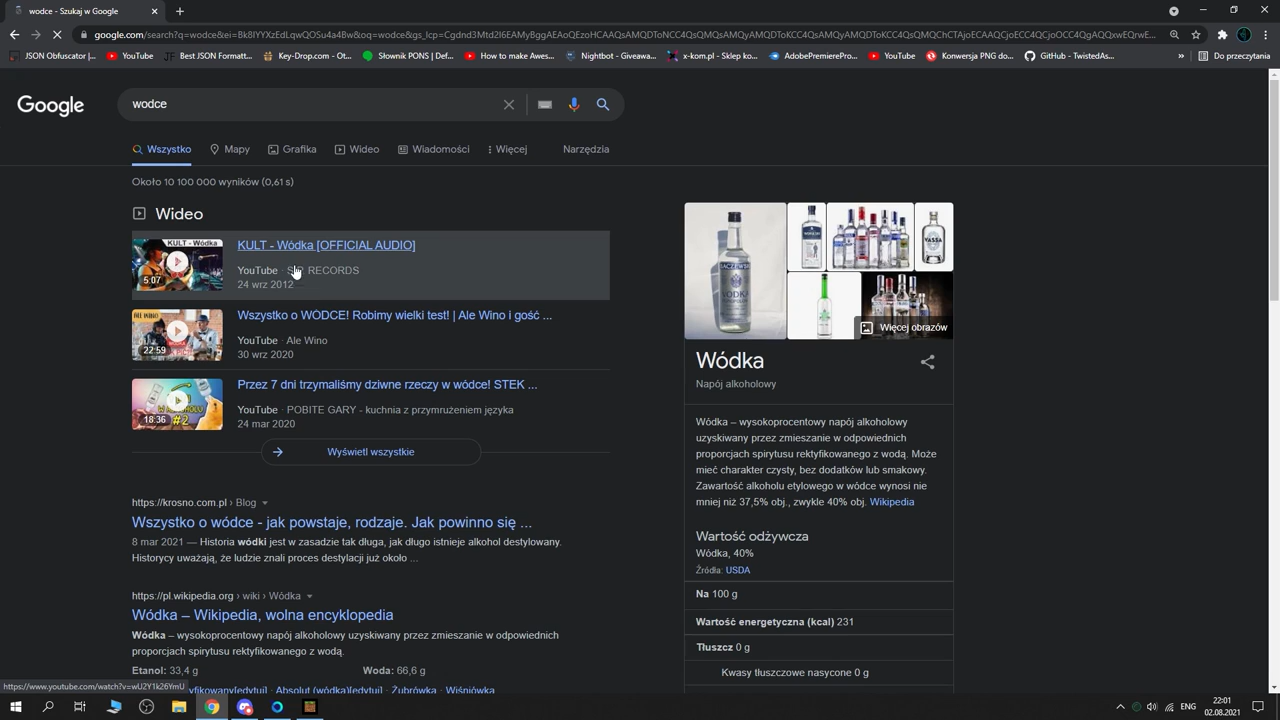 wodce - Szukaj w Google
google.com/search?q=wodce&ei=Bk8IYYXzEdLqwQOSu4a4Bw&oq=wodce&gs_lcp=
JSON Obfuscator |...
YouTube
Best JSON Formatt...
Key-Drop.com - Ot...
Słownik PONS | Def...
How to make Awes...
Nightbot - Giveawa...
x-kom.pl - Sklep ko...
AdobePremierePro...
YouTube
Konwersja PNG do...
GitHub - TwistedAs...
»
Do przeczytania
Google
wodce
Wszystko
Mapy
Grafika
Wideo
Wiadomości
Więcej
Narzędzia
Około 10 100 000 wyników (0,61 s)
Wideo
KULT - Wódka
5:07
KULT - Wódka [OFFICIAL AUDIO]
YouTube · RECORDS
24 wrz 2012
22:59
Wszystko o WÓDCE! Robimy wielki test! | Ale Wino i gość ...
YouTube · Ale Wino
30 wrz 2020
#2
18:36
Przez 7 dni trzymaliśmy dziwne rzeczy w wódce! STEK ...
YouTube · POBITE GARY - kuchnia z przymrużeniem języka
24 mar 2020
Wyświetl wszystkie
https://krosno.com.pl › Blog
Wszystko o wódce - jak powstaje, rodzaje. Jak powinno się ...
8 mar 2021 — Historia wódki jest w zasadzie tak długa, jak długo istnieje alkohol destylowany.
Historycy uważają, że ludzie znali proces destylacji już około ...
https://pl.wikipedia.org › wiki › Wódka
Wódka – Wikipedia, wolna encyklopedia
Wódka – wysokoprocentowy napój alkoholowy uzyskiwany przez zmieszanie w odpowiednich
proporcjach spirytusu rektyfikowanego z wodą.
Etanol: 33,4 g
Woda: 66,6 g
yfikowany[edytuj] · Absolut (wódka)[edytuj] · Żubrówka · Wiśniówka
https://www.youtube.com/watch?v=wU2Y1k26YmU
VODKA
Więcej obrazów
Wódka
Napój alkoholowy
Wódka – wysokoprocentowy napój alkoholowy
uzyskiwany przez zmieszanie w odpowiednich
proporcjach spirytusu rektyfikowanego z wodą. Może
mieć charakter czysty, bez dodatków lub smakowy.
Zawartość alkoholu etylowego w wódce wynosi nie
mniej niż 37,5% obj., zwykle 40% obj. Wikipedia
Wartość odżywcza
Wódka, 40%
Źródła: USDA
Na 100 g
Wartość energetyczna (kcal) 231
Tłuszcz 0 g
Kwasy tłuszczowe nasycone 0 g
ENG
22:01
02.08.2021